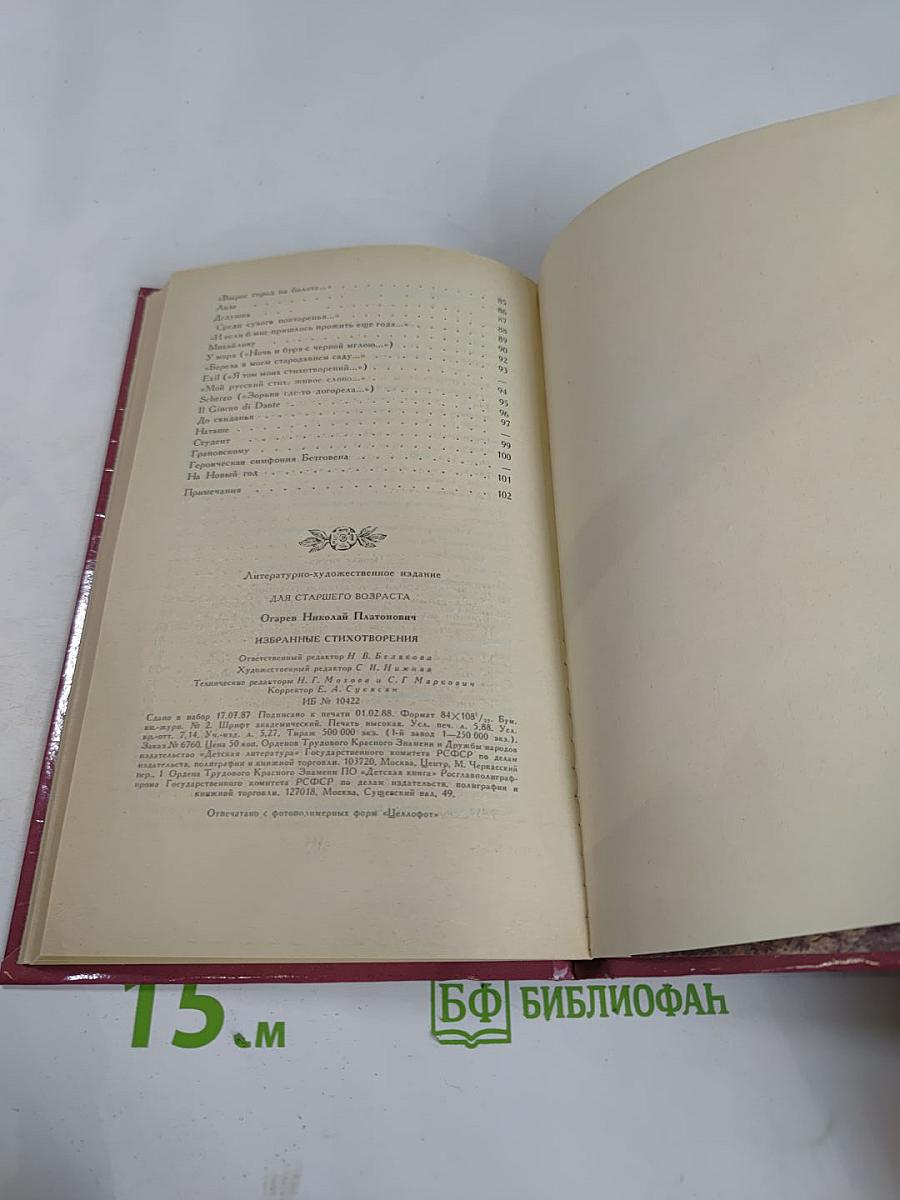 «Вырос город на болоте...» 85
Лизе 86
Дедушка 87
«Среди сухого повторенья...» 88
«И если б мне пришлось прожить еще года...» 89
Михайлову 90
У моря («Ночь и буря с черной мглою...») 92
«Береза в моем стародавнем саду...» 93
Exil («Я том моих стихотворений...») —
«Мой русский стих, живое слово...» 94
Scherzo («Зорька где-то догорела...») 95
Il Giorno di Dante 96
До свиданья 97
Наташе —
Студент 99
Грановскому 100
Героическая симфония Бетговена —
На Новый год 101
Примечания 102
Литературно-художественное издание
ДЛЯ СТАРШЕГО ВОЗРАСТА
Огарев Николай Платонович
ИЗБРАННЫЕ СТИХОТВОРЕНИЯ
Ответственный редактор Н. В. Белякова
Художественный редактор С. И. Нижняя
Технические редакторы Н. Г. Мохова и С. Г. Маркович
Корректор Е. А. Сукясян
ИБ № 10422
Сдано в набор 17.07.87 Подписано к печати 01.02.88. Формат 84×108¹/₃₂. Бум.
кн.-журн. № 2. Шрифт академический. Печать высокая. Усл. печ. л. 5,88. Усл.
кр.-отт. 7,14. Уч.-изд. л. 5,27. Тираж 500 000 экз. (1-й завод 1—250 000 экз.).
Заказ № 6760. Цена 50 коп. Орденов Трудового Красного Знамени и Дружбы народов
издательство «Детская литература» Государственного комитета РСФСР по делам
издательств, полиграфии и книжной торговли. 103720, Москва, Центр, М. Черкасский
пер., 1 Ордена Трудового Красного Знамени ПО «Детская книга» Росглавполиграф-
прома Государственного комитета РСФСР по делам издательств, полиграфии и
книжной торговли. 127018, Москва, Сущевский вал, 49.
Отпечатано с фотополимерных форм «Целлофот»
15 см
БФ БИБЛИОФАН